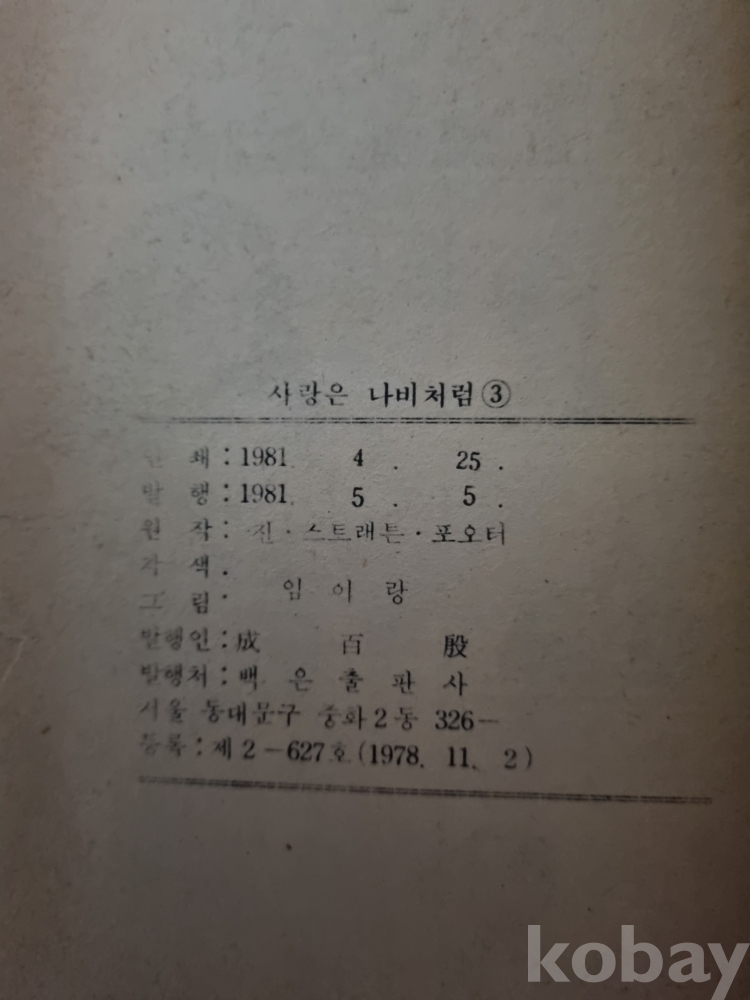 사랑은 나비처럼 ③
인 쇄 : 1981. 4 . 25 .
발 행 : 1981. 5 . 5 .
원 작 : 진 · 스트래튼 · 포오터
각 색 .
그 림 . 임 이 랑
발행인 : 成 百 殷
발행처 : 백 은 출 판 사
서울 동대문구 중화 2 동 326 -
등록 : 제 2 - 627 호 (1978. 11. 2)
kobay